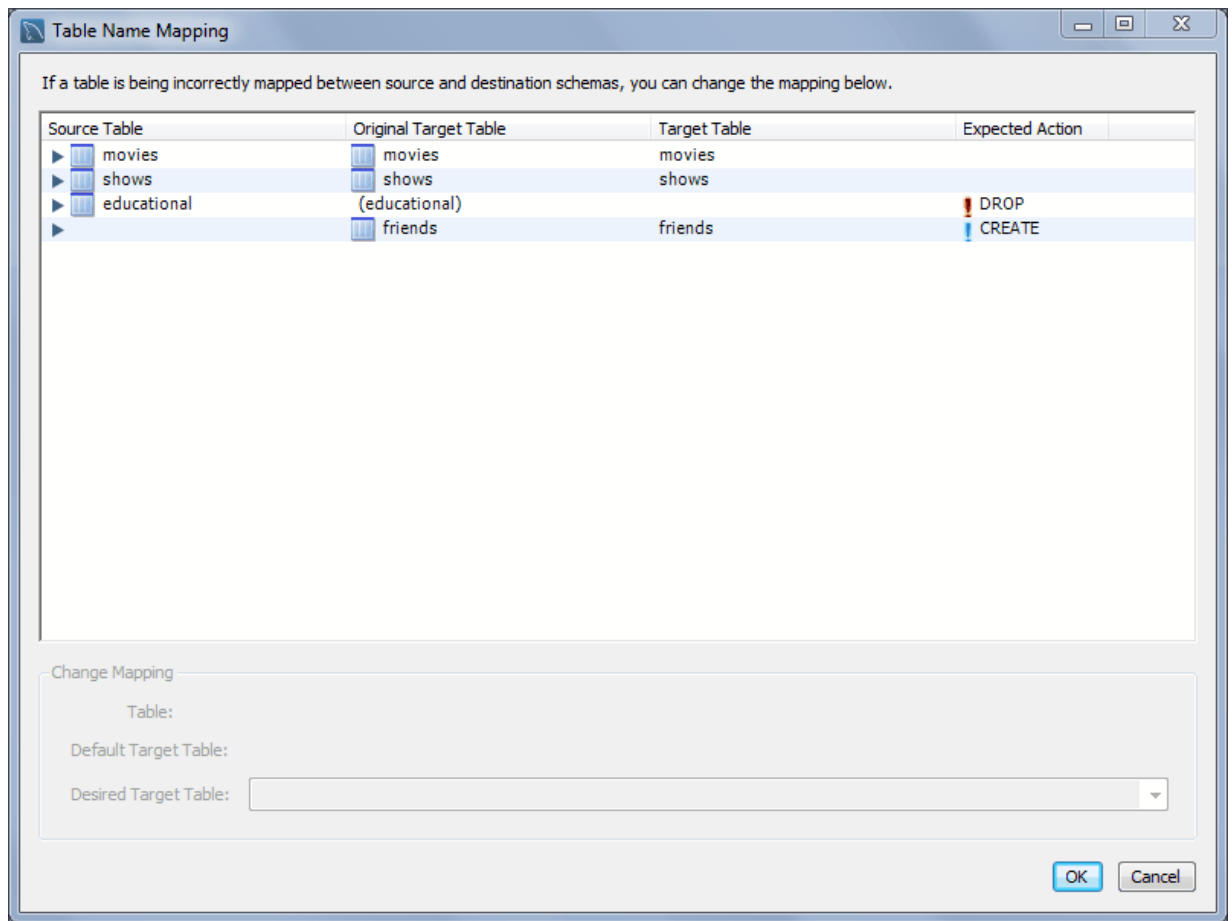 Table Name Mapping
If a table is being incorrectly mapped between source and destination schemas, you can change the mapping below.
Source Table Original Target Table Target Table Expected Action
movies movies movies
shows shows shows
educational (educational) DROP
friends friends CREATE
Change Mapping
Table:
Default Target Table:
Desired Target Table:
OK Cancel